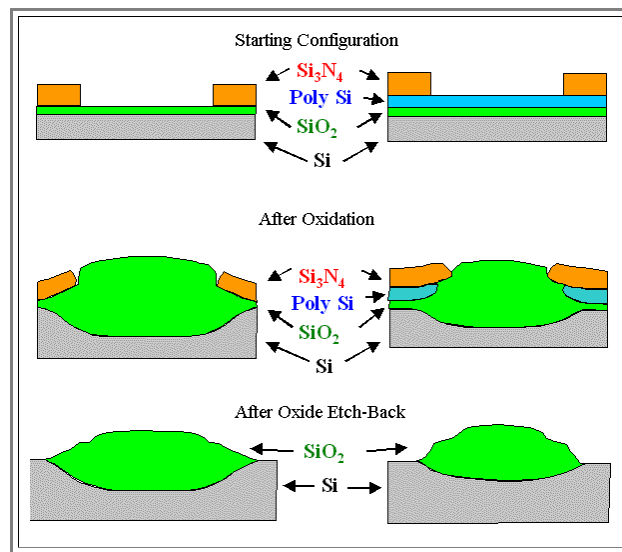 Starting Configuration
Si₃N₄
Poly Si
SiO₂
Si
After Oxidation
Si₃N₄
Poly Si
SiO₂
Si
After Oxide Etch-Back
SiO₂
Si